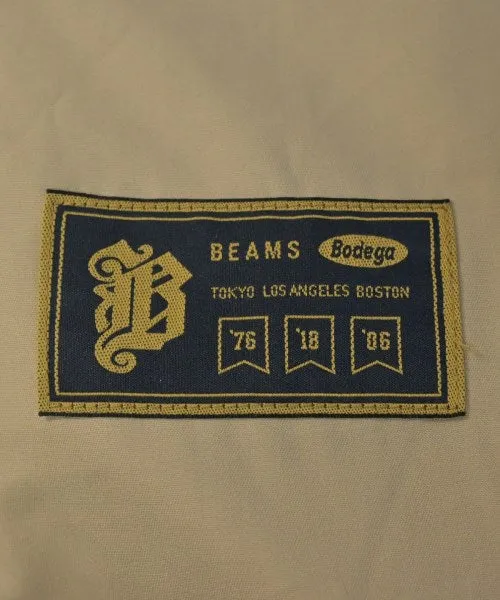 B
BEAMS Bodega
TOKYO LOS ANGELES BOSTON
'76 '18 '06